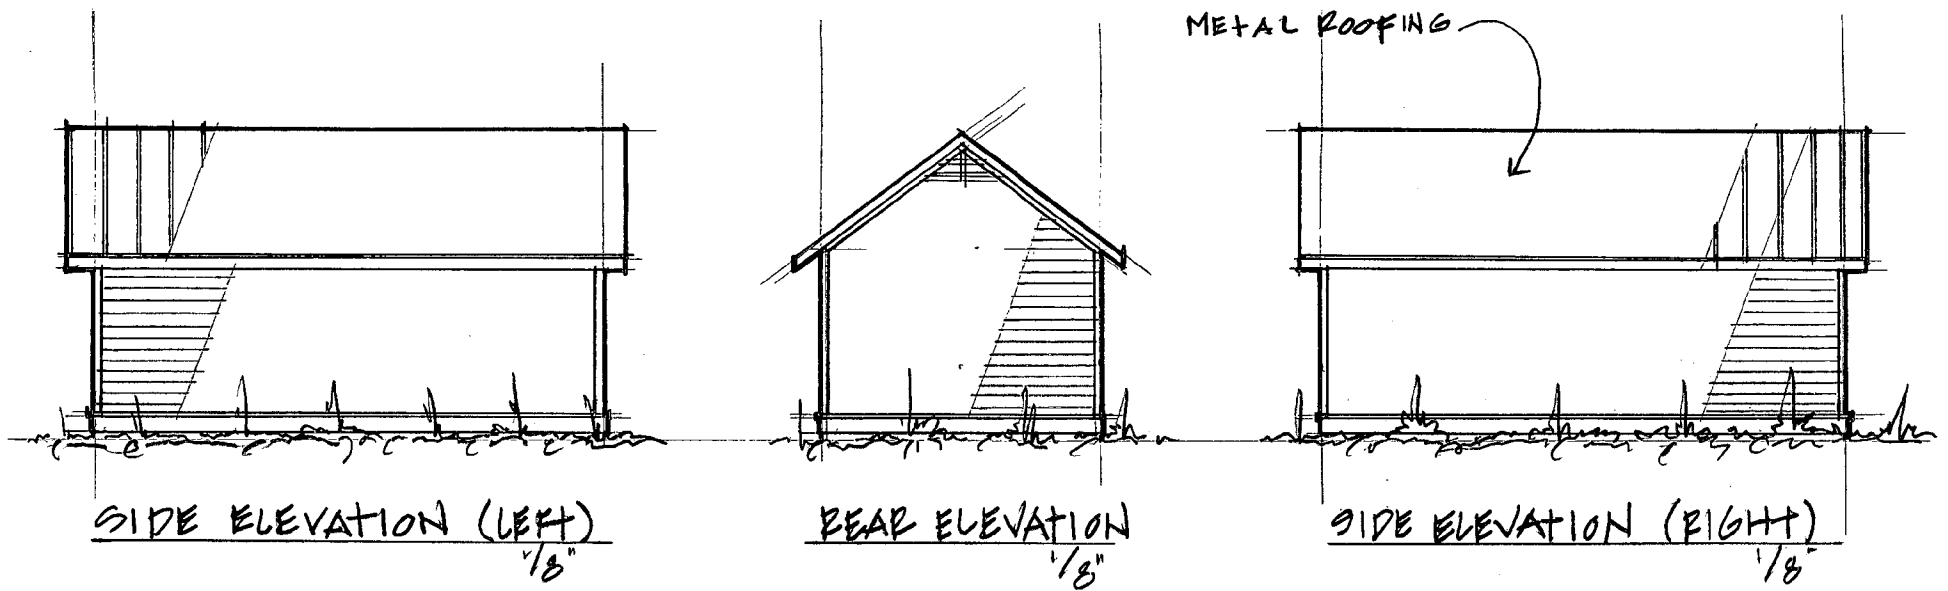 METAL ROOFING
SIDE ELEVATION (LEFT)
1/8"
REAR ELEVATION
1/8"
SIDE ELEVATION (RIGHT)
1/8"